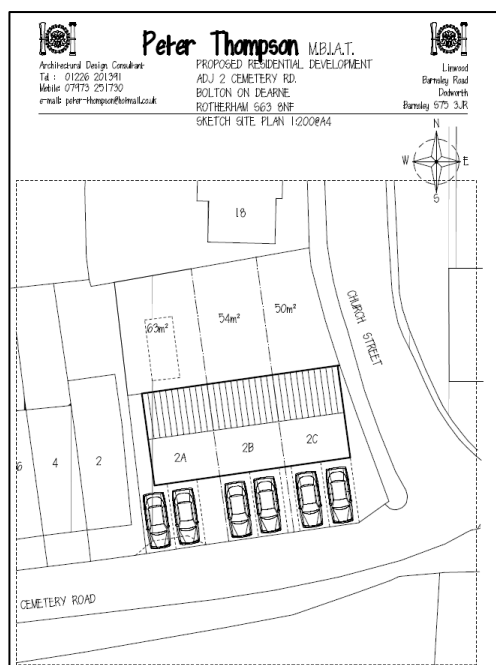 Peter Thompson M.B.I.A.T.
Architectural Design Consultant
Tel : 01226 201391
Mobile 07973 251730
e-mail: peter-thompson@hotmail.co.uk
PROPOSED RESIDENTIAL DEVELOPMENT
ADJ 2 CEMETERY RD.
BOLTON ON DEARNE
ROTHERHAM S63 8NF
SKETCH SITE PLAN 1:200@A4
Linwood
Barnsley Road
Dodworth
Barnsley S75 3JR
N
W E
S
18
CHURCH STREET
63m²
54m²
50m²
2A
2B
2C
6
4
2
CEMETERY ROAD